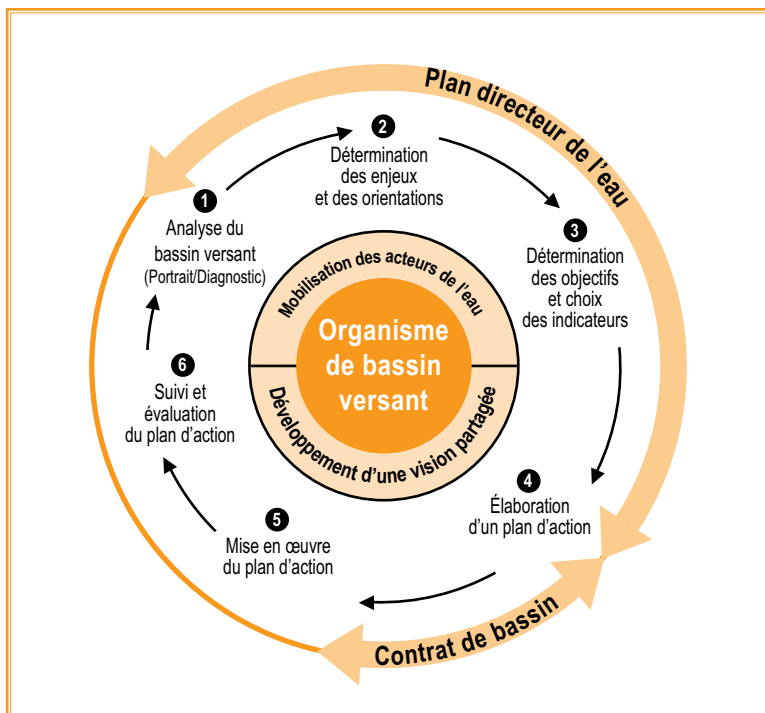 Plan directeur de l'eau
1
Analyse du
bassin versant
(Portrait/Diagnostic)
2
Détermination
des enjeux
et des orientations
3
Détermination
des objectifs
et choix
des indicateurs
4
Élaboration
d'un plan d'action
5
Mise en œuvre
du plan d'action
6
Suivi et
évaluation
du plan d'action
Mobilisation des acteurs de l'eau
Organisme
de bassin
versant
Développement d'une vision partagée
Contrat de bassin